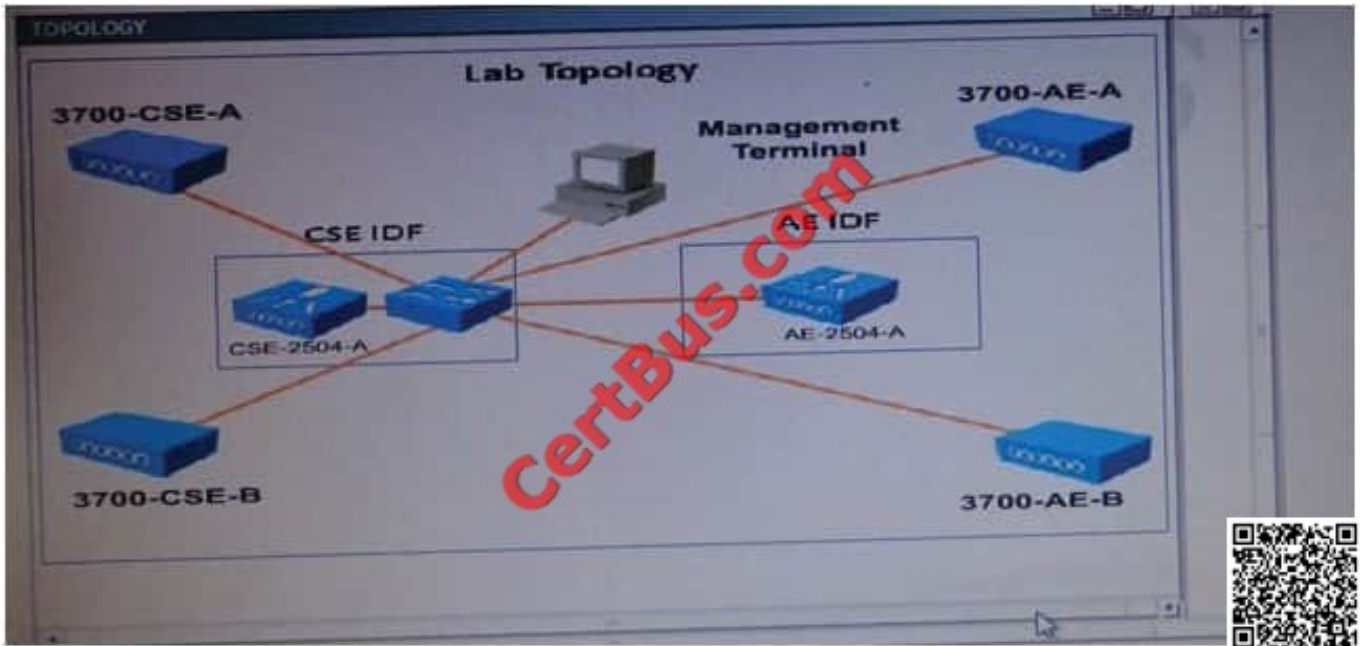 TOPOLOGY
Lab Topology
3700-CSE-A
3700-AE-A
Management
Terminal
CSE IDF
AE IDF
CSE-2504-A
AE-2504-A
3700-CSE-B
3700-AE-B
CertBus.com